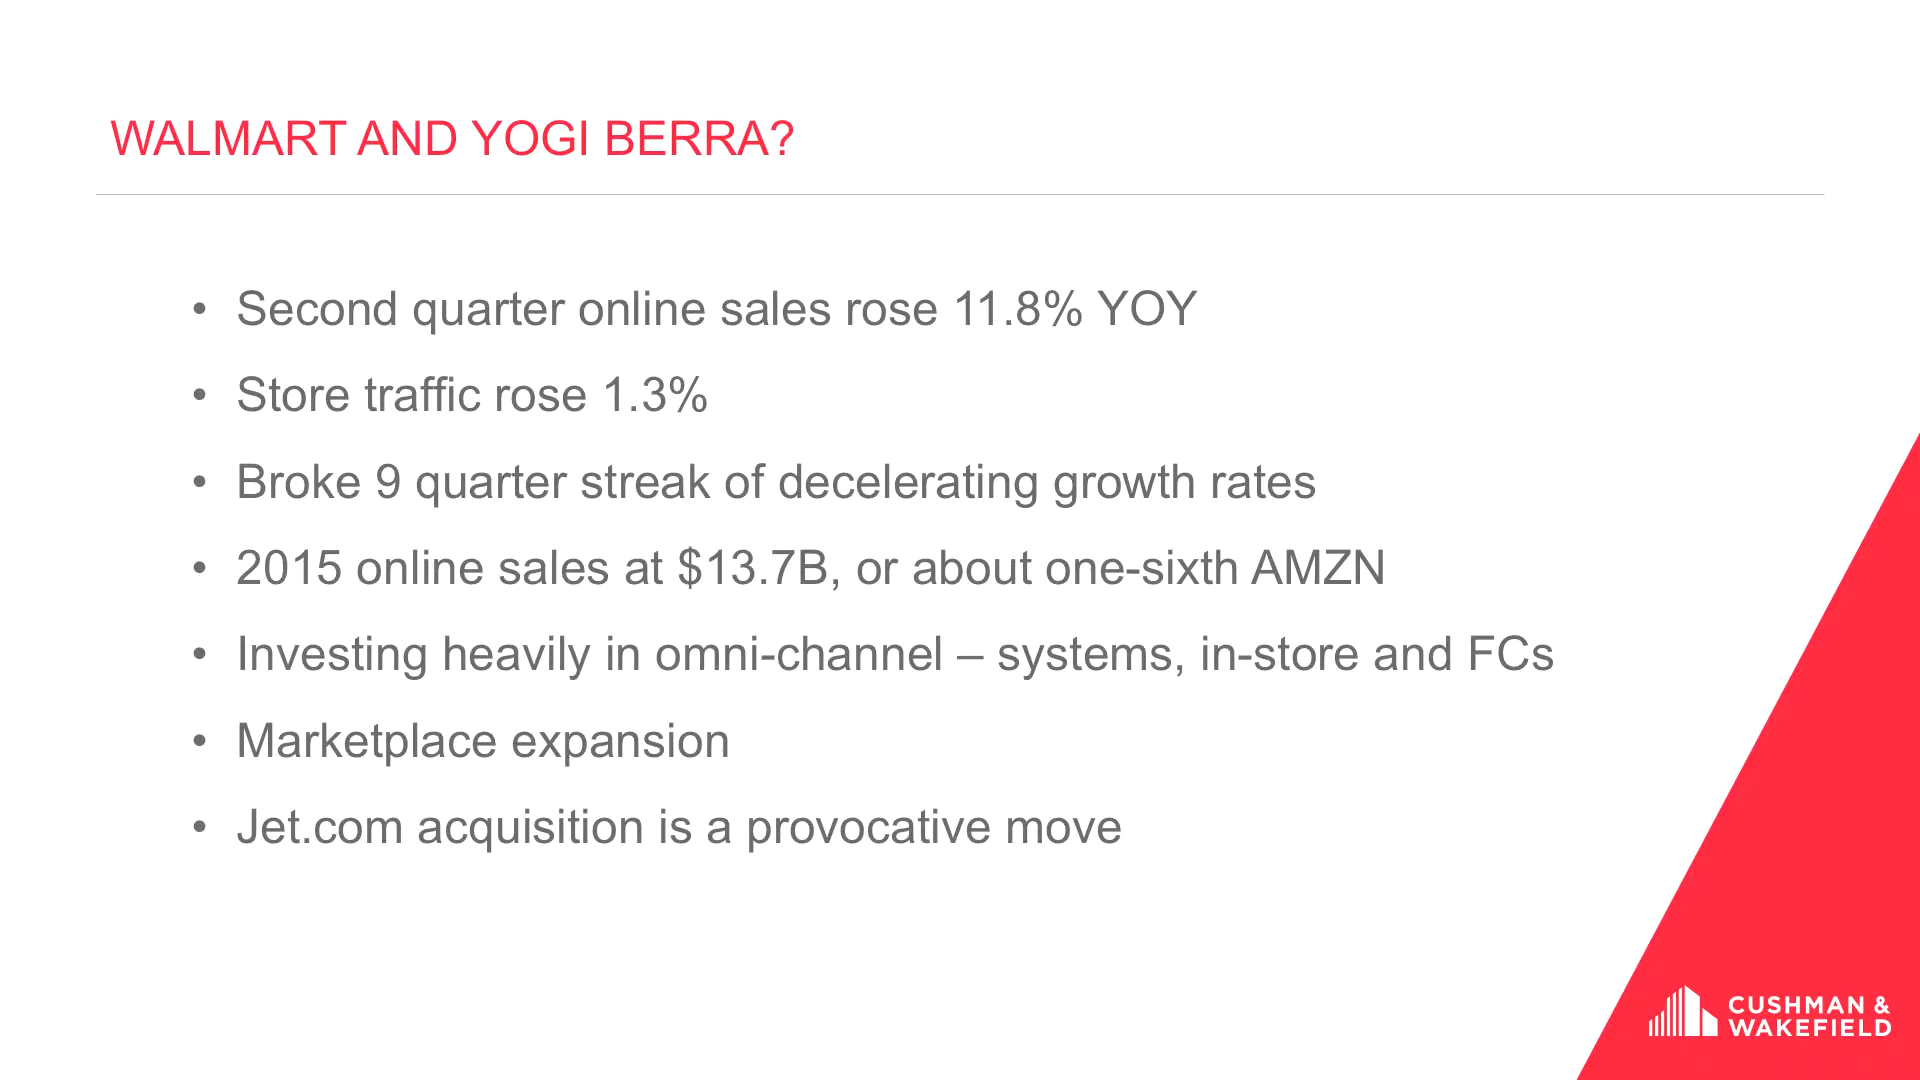 WALMART AND YOGI BERRA?
• Second quarter online sales rose 11.8% YOY
• Store traffic rose 1.3%
• Broke 9 quarter streak of decelerating growth rates
• 2015 online sales at $13.7B, or about one-sixth AMZN
• Investing heavily in omni-channel – systems, in-store and FCs
• Marketplace expansion
• Jet.com acquisition is a provocative move
CUSHMAN &
WAKEFIELD